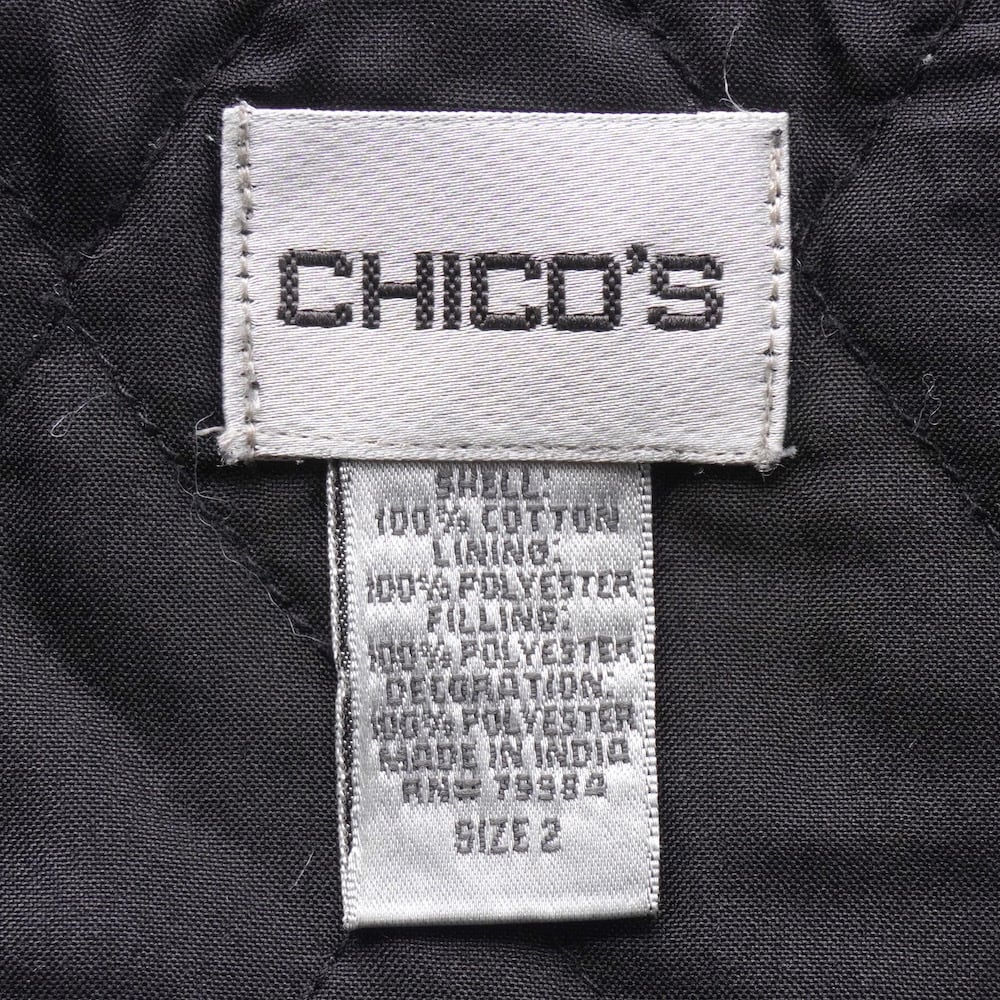 CHICO'S
SHELL:
100% COTTON
LINING:
100% POLYESTER
FILLING:
100% POLYESTER
DECORATION:
100% POLYESTER
MADE IN INDIA
RN# 79984
SIZE 2